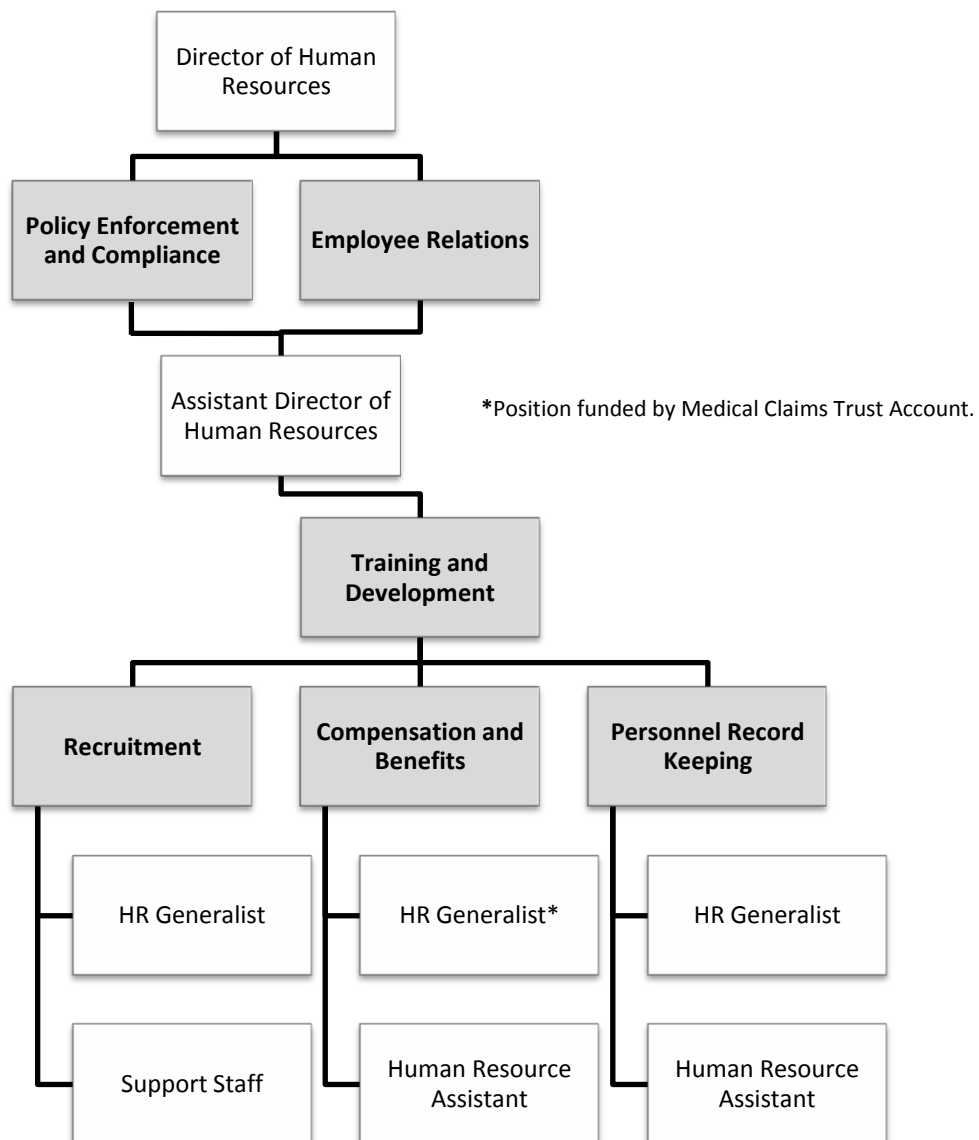 Director of Human
Resources
Policy Enforcement
and Compliance
Employee Relations
Assistant Director of
Human Resources
*Position funded by Medical Claims Trust Account.
Training and
Development
Recruitment
Compensation and
Benefits
Personnel Record
Keeping
HR Generalist
HR Generalist*
HR Generalist
Support Staff
Human Resource
Assistant
Human Resource
Assistant